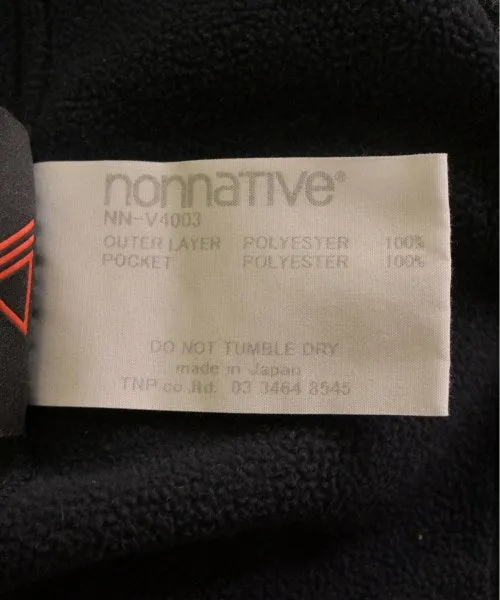 nonnative®
NN-V4003
OUTER LAYER POLYESTER 100%
POCKET POLYESTER 100%
DO NOT TUMBLE DRY
made in Japan
TNP co.ltd. 03 3464 8545